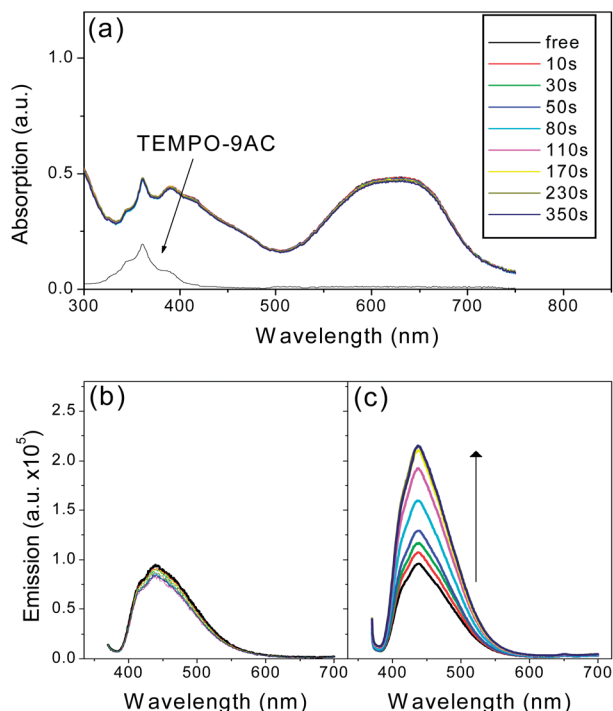 (a)
1.0
0.5
0.0
Absorption (a.u.)
TEMPO-9AC
free
10s
30s
50s
80s
110s
170s
230s
350s
300 400 500 600 700 800
Wavelength (nm)
(b)
(c)
2.5
2.0
1.5
1.0
0.5
0.0
Emission (a.u. x10⁵)
400 500 600 700
400 500 600 700
Wavelength (nm)
Wavelength (nm)